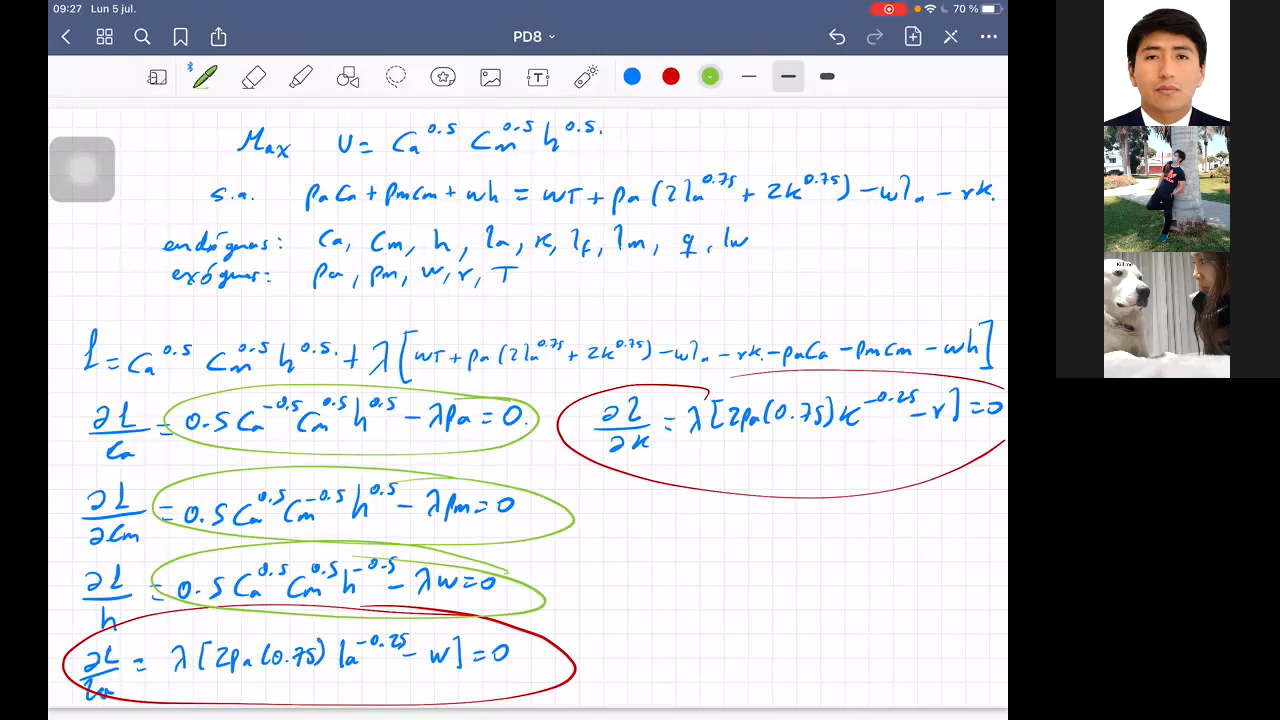 09:27 Lun 5 jul. 70 %
PD8
Max U = Ca^0.5 Cm^0.5 h^0.5.
s.a. paCa + pmCm + wh = wT + pa(2la^0.75 + 2k^0.75) - wla - rk.
endógenas: Ca, Cm, h, la, k, lf, lm, q, lw
exógenas: pa, pm, w, r, T
L = Ca^0.5 Cm^0.5 h^0.5. + λ[wT + pa(2la^0.75 + 2k^0.75) - wla - rk. - paCa - pmCm - wh]
∂L/Ca = 0.5 Ca^-0.5 Cm^0.5 h^0.5 - λpa = 0.
∂L/∂k = λ[2pa(0.75)k^-0.25 - r] = 0
∂L/∂Cm = 0.5 Ca^0.5 Cm^-0.5 h^0.5 - λpm = 0
∂L/h = 0.5 Ca^0.5 Cm^0.5 h^-0.5 - λw = 0
∂L/la = λ[2pa(0.75) la^-0.25 - w] = 0